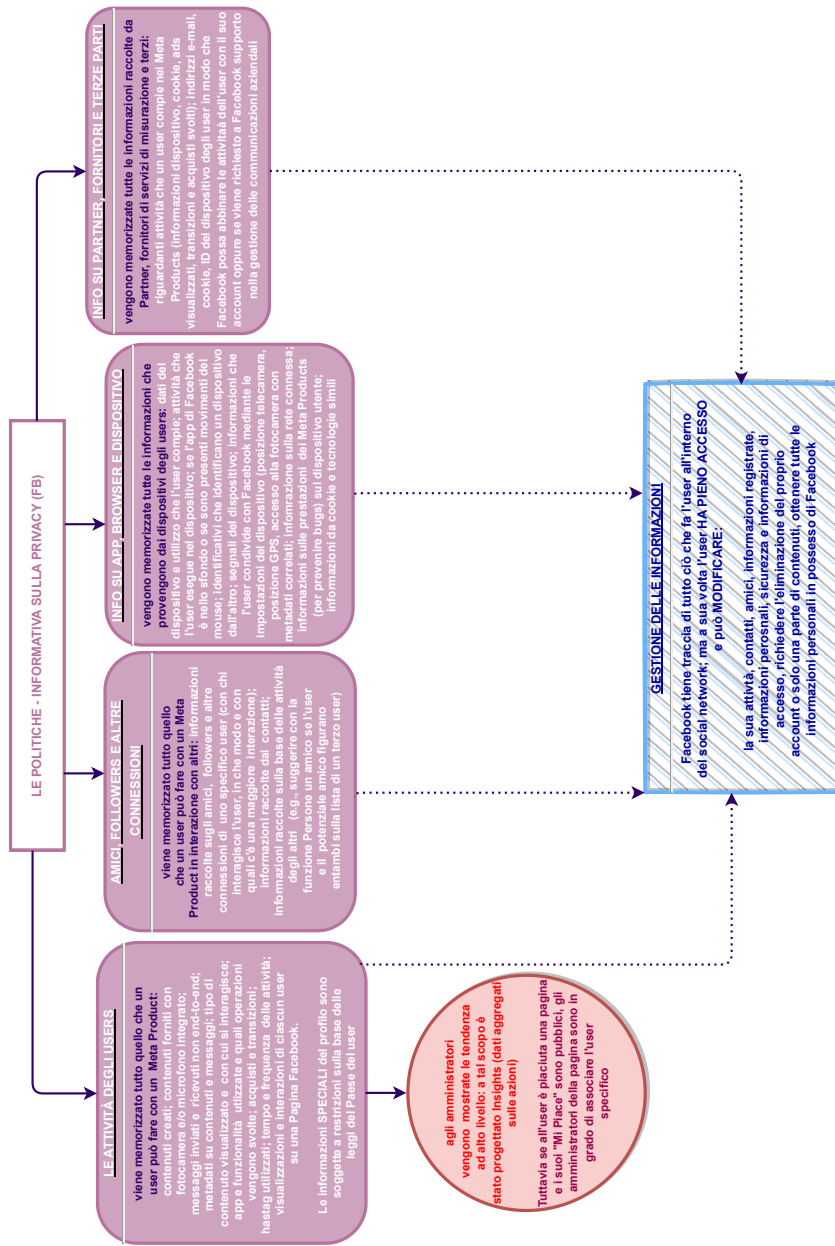 LE POLITICHE - INFORMATIVA SULLA PRIVACY (FB)
LE ATTIVITÀ DEGLI USERS
viene memorizzato tutto quello che un
user può fare con un Meta Product:
contenuti creati; contenuti forniti con
fotocamera e/o microfono integrato;
messaggi inviati e ricevuti non end-to-end;
metadati su contenuti e messaggi; tipo di
contenuto visualizzato e con cui si interagisce;
app e funzionalità utilizzate e quali operazioni
vengono svolte; acquisti e transizioni;
hastag utilizzati; tempo e frequenza delle attività;
visualizzazioni e interazioni di ciascun user
su una Pagina Facebook.
Le informazioni SPECIALI del profilo sono
soggette a restrizioni sulla base delle
leggi del Paese del user
AMICI, FOLLOWERS E ALTRE
CONNESSIONI
viene memorizzato tutto quello
che un user può fare con un Meta
Product in interazione con altri: informazioni
raccolte sugli amici, followers e altre
connessioni di uno specifico user (con chi
interagisce l'user, in che modo e con
quali c'è una maggiore interazione);
informazioni raccolte dai contatti;
informazioni raccolte sulla base delle attività
degli altri (e.g., suggerire con la
funzione Persone un amico se l'user
e il potenziale amico figurano
entambi sulla lista di un terzo user)
INFO SU APP, BROWSER E DISPOSITIVO
vengono memorizzate tutte le informazioni che
provengono dai dispositivi degli users: dati del
dispositivo e utilizzo che l'user compie; attività che
l'user esegue nel dispositivo; se l'app di Facebook
è nello sfondo o se sono presenti movimenti del
mouse; identificativi che identificano un dispositivo
dall'altro; segnali del dispositivo; informazioni che
l'user condivide con Facebook mediante le
impostazioni del dispositivo (posizione telecamera,
posizione GPS, accesso alla fotocamera con
metadati correlati; infomrazione sulla rete connessa;
informazioni sulle prestazioni dei Meta Products
(per prevenire bugs) sul dispositivo utente;
informazioni da cookie e tecnologie simili
INFO SU PARTNER, FORNITORI E TERZE PARTI
vengono memorizzate tutte le informazioni raccolte da
Partner, fornitori di servizi di misurazione e terzi:
riguardanti attività che un user compie nei Meta
Products (Informazioni dispositivo, cookie, ads
visualizzati, transizioni e acquisti svolti); indirizzi e-mail,
cookie, ID del dispositivo degli user in modo che
Facebook possa abbinare le attivitaà dell'user con il suo
account oppure se viene richiesto a Facebook supporto
nella gestione delle communicazioni aziendali
agli amministratori
vengono mostrate le tendenza
ad alto livello: a tal scopo è
stato progettato Insights (dati aggregati
sulle azioni)
Tuttavia se all'user è piaciuta una pagina
e i suoi "Mi Piace" sono pubblici, gli
amministratori della pagina sono in
grado di associare l'user
specifico
GESTIONE DELLE INFORMAZIONI
Facebook tiene traccia di tutto ciò che fa l'user all'interno
del social network; ma a sua volta l'user HA PIENO ACCESSO
e può MODIFICARE:
la sua attvità, contatti, amici, informazioni registrate,
informazioni perosnali, sicurezza e informazioni di
accesso, richiedere l'eliminazione del proprio
account o solo una parte di contenuti, ottenere tutte le
informazioni personali in possesso di Facebook